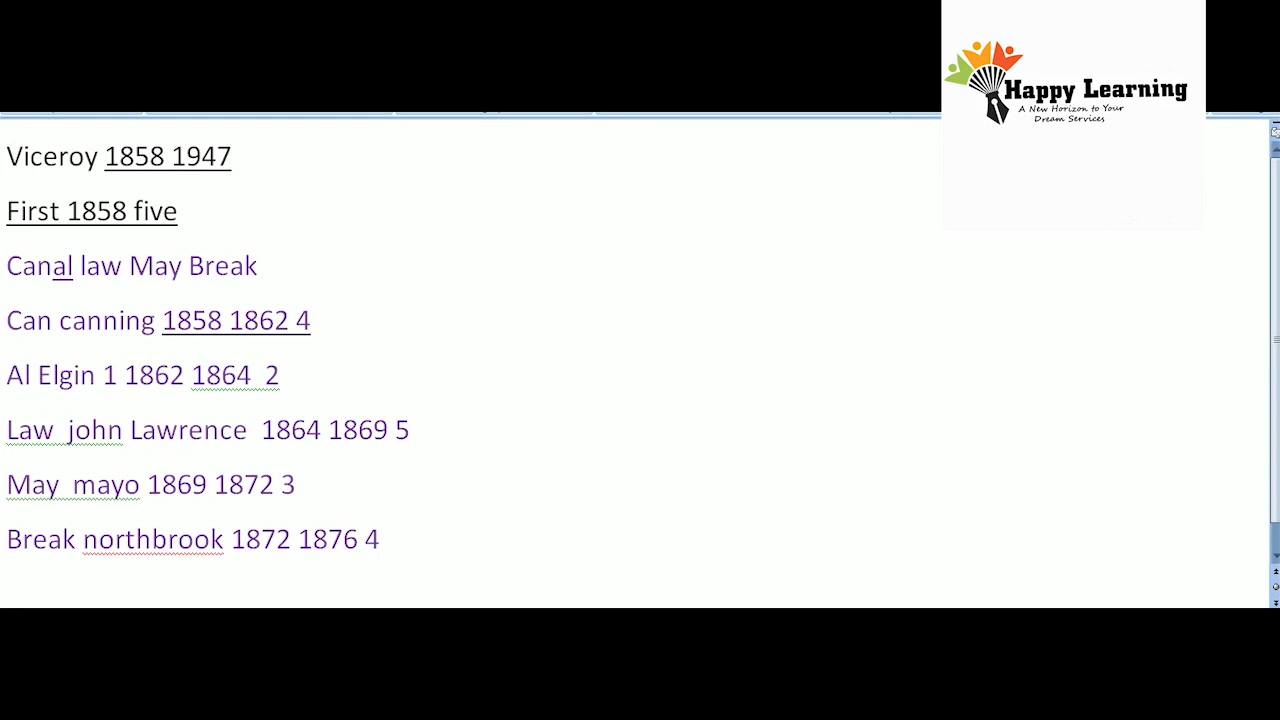 Happy Learning
A New Horizon to Your
Dream Services
Viceroy 1858 1947
First 1858 five
Canal law May Break
Can canning 1858 1862 4
Al Elgin 1 1862 1864  2
Law  john Lawrence  1864 1869 5
May  mayo 1869 1872 3
Break northbrook 1872 1876 4